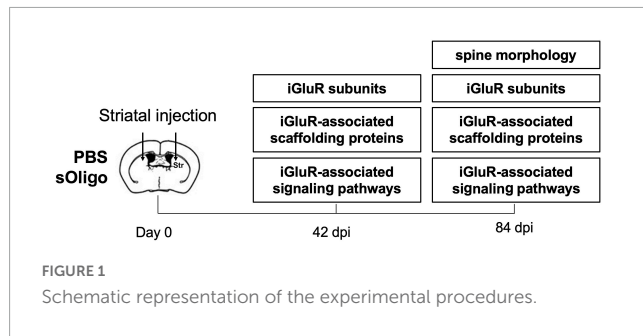 spine morphology
iGluR subunits
iGluR subunits
Striatal injection
iGluR-associated
scaffolding proteins
iGluR-associated
scaffolding proteins
PBS
sOligo
Str
iGluR-associated
signaling pathways
iGluR-associated
signaling pathways
Day 0
42 dpi
84 dpi
FIGURE 1
Schematic representation of the experimental procedures.